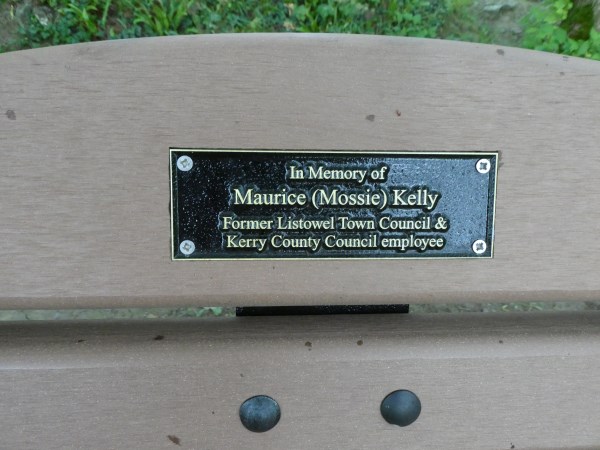 In Memory of
Maurice (Mossie) Kelly
Former Listowel Town Council &
Kerry County Council employee